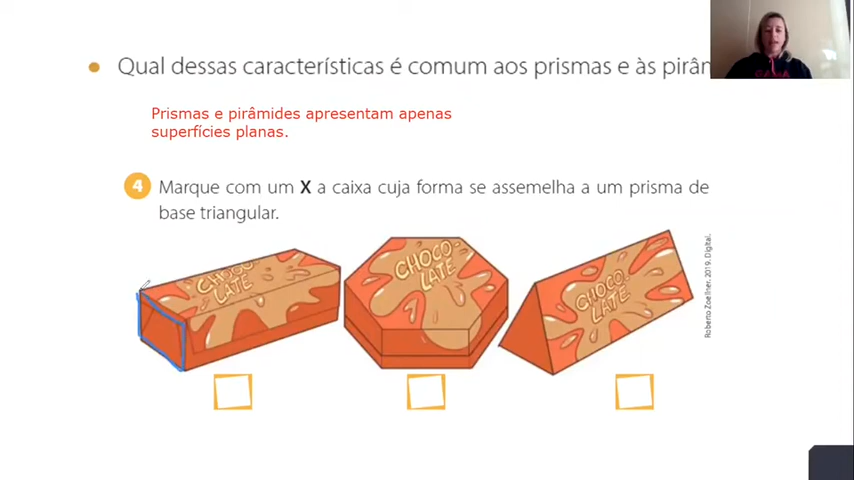 Qual dessas características é comum aos prismas e às
Prismas e pirâmides apresentam apenas
superfícies planas.
4 Marque com um X a caixa cuja forma se assemelha a um prisma de
base triangular.
CHOCO-
LATE
CHOCO-
LATE
CHOCO-
LATE
Roberto Zoellner. 2019. Digital.